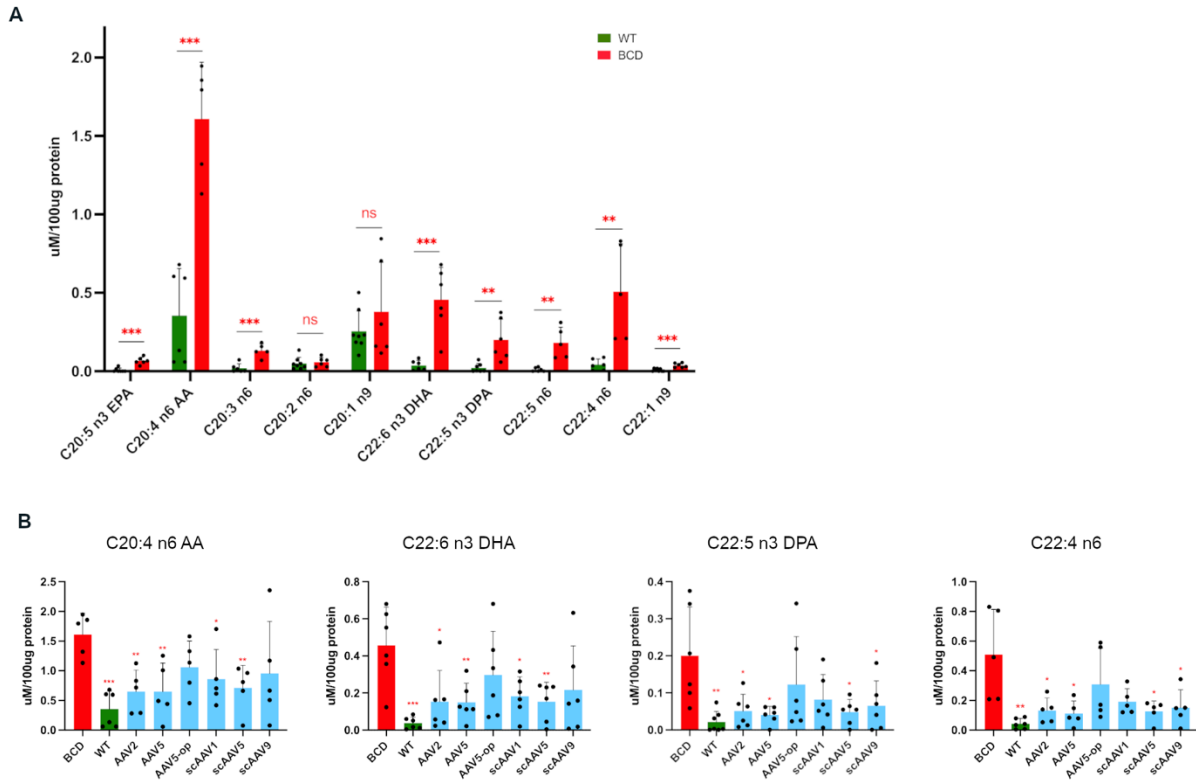 A
WT
BCD
uM/100ug protein
2.0
1.5
1.0
0.5
0.0
***
***
***
ns
ns
***
**
**
**
***
C20:5 n3 EPA
C20:4 n6 AA
C20:3 n6
C20:2 n6
C20:1 n9
C22:6 n3 DHA
C22:5 n3 DPA
C22:5 n6
C22:4 n6
C22:1 n9
B
C20:4 n6 AA
uM/100ug protein
2.5
2.0
1.5
1.0
0.5
0.0
***
**
**
*
**
BCD
WT
AAV2
AAV5
AAV5-op
scAAV1
scAAV5
scAAV9
C22:6 n3 DHA
uM/100ug protein
0.8
0.6
0.4
0.2
0.0
***
*
**
*
**
BCD
WT
AAV2
AAV5
AAV5-op
scAAV1
scAAV5
scAAV9
C22:5 n3 DPA
uM/100ug protein
0.4
0.3
0.2
0.1
0.0
**
*
*
*
*
BCD
WT
AAV2
AAV5
AAV5-op
scAAV1
scAAV5
scAAV9
C22:4 n6
uM/100ug protein
1.0
0.8
0.6
0.4
0.2
0.0
**
*
*
*
*
BCD
WT
AAV2
AAV5
AAV5-op
scAAV1
scAAV5
scAAV9